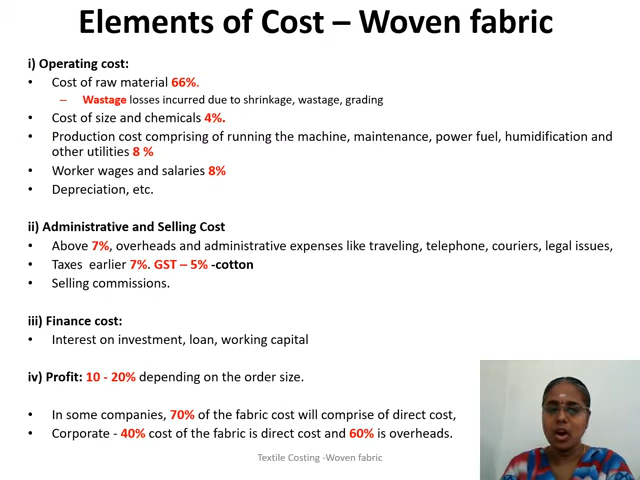 Elements of Cost – Woven fabric
i) Operating cost:
• Cost of raw material 66%.
– Wastage losses incurred due to shrinkage, wastage, grading
• Cost of size and chemicals 4%.
• Production cost comprising of running the machine, maintenance, power fuel, humidification and
other utilities 8 %
• Worker wages and salaries 8%
• Depreciation, etc.
ii) Administrative and Selling Cost
• Above 7%, overheads and administrative expenses like traveling, telephone, couriers, legal issues,
• Taxes earlier 7%. GST – 5% -cotton
• Selling commissions.
iii) Finance cost:
• Interest on investment, loan, working capital
iv) Profit: 10 - 20% depending on the order size.
• In some companies, 70% of the fabric cost will comprise of direct cost,
• Corporate - 40% cost of the fabric is direct cost and 60% is overheads.
Textile Costing -Woven fabric